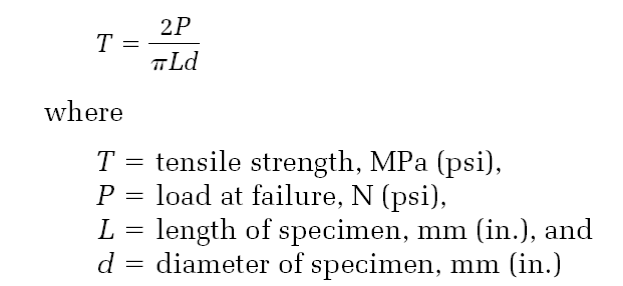 T = 2P / πLd
where
T = tensile strength, MPa (psi),
P = load at failure, N (psi),
L = length of specimen, mm (in.), and
d = diameter of specimen, mm (in.)